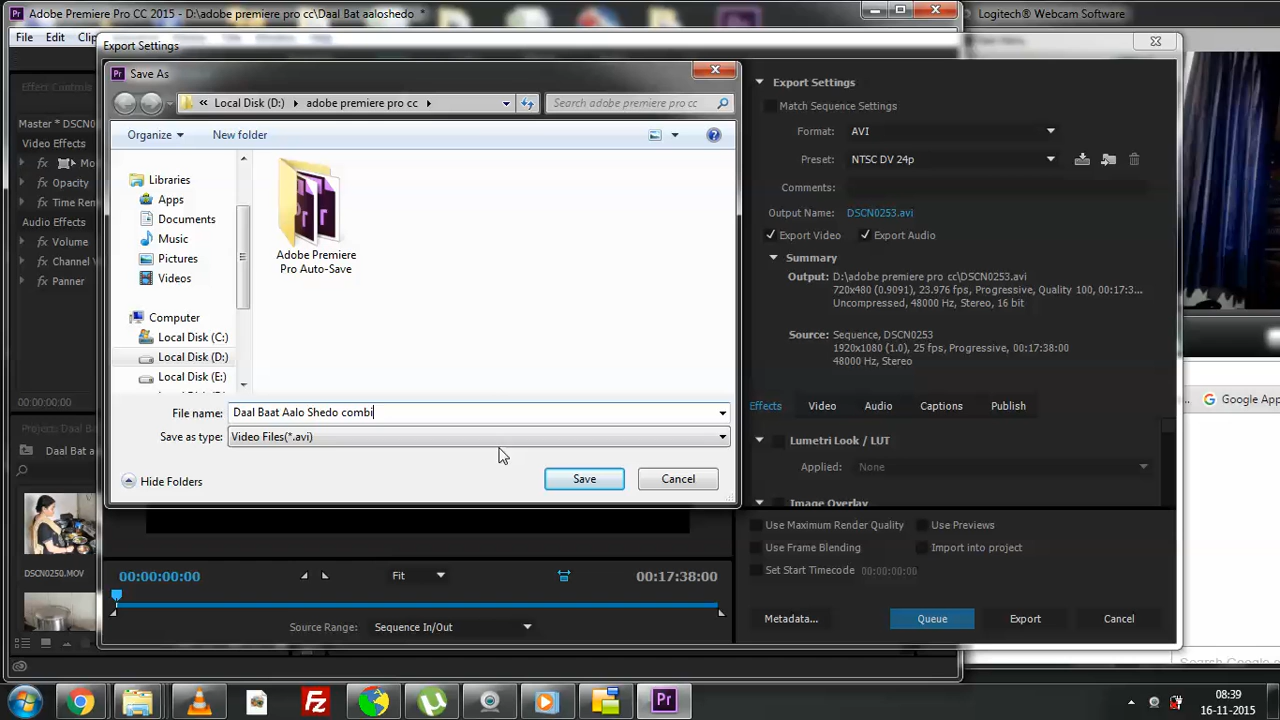 Adobe Premiere Pro CC 2015 - D:\adobe premiere pro cc\Daal Bat aaloshedo *
Logitech® Webcam Software
File Edit
Export Settings
Save As
Local Disk (D:) adobe premiere pro cc
Search adobe premiere pro cc
Organize
New folder
Libraries
Apps
Documents
Music
Pictures
Videos
Computer
Local Disk (C:)
Local Disk (D:)
Local Disk (E:)
Adobe Premiere
Pro Auto-Save
File name: Daal Baat Aalo Shedo combi
Save as type: Video Files(*.avi)
Hide Folders
Save
Cancel
Effect Controls
Master * DSCN0
Video Effects
fx
fx Opacity
fx Time Ren
Audio Effects
fx Volume
fx Channel V
fx Panner
00:00:00:00
Daal Bat a
DSCN0250.MOV
Export Settings
Match Sequence Settings
Format: AVI
Preset: NTSC DV 24p
Comments:
Output Name: DSCN0253.avi
Export Video
Export Audio
Summary
Output: D:\adobe premiere pro cc\DSCN0253.avi
720x480 (0.9091), 23.976 fps, Progressive, Quality 100, 00:17:3...
Uncompressed, 48000 Hz, Stereo, 16 bit
Source: Sequence, DSCN0253
1920x1080 (1.0), 25 fps, Progressive, 00:17:38:00
48000 Hz, Stereo
Effects
Video
Audio
Captions
Publish
Lumetri Look / LUT
Applied: None
Image Overlay
Use Maximum Render Quality
Use Previews
Use Frame Blending
Import into project
Set Start Timecode 00:00:00:00
Metadata...
Queue
Export
Cancel
00:00:00:00
Fit
00:17:38:00
Source Range: Sequence In/Out
Google App
Search Google
08:39
16-11-2015